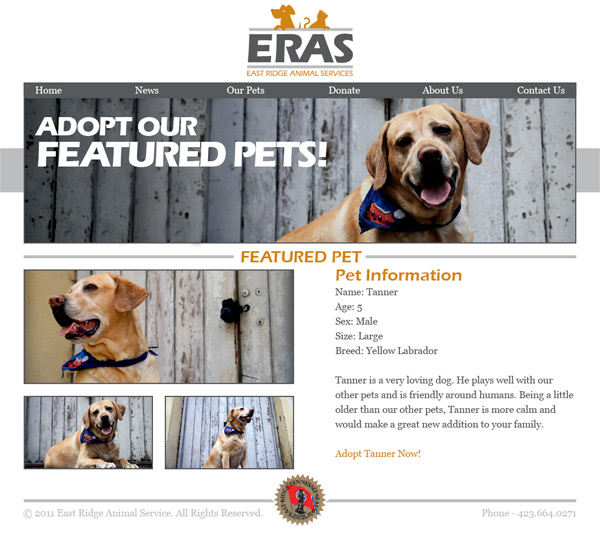 ERAS
EAST RIDGE ANIMAL SERVICES
Home News Our Pets Donate About Us Contact Us
ADOPT OUR
FEATURED PETS!
FEATURED PET
Pet Information
Name: Tanner
Age: 5
Sex: Male
Size: Large
Breed: Yellow Labrador
Tanner is a very loving dog. He plays well with our
other pets and is friendly around humans. Being a little
older than our other pets, Tanner is more calm and
would make a great new addition to your family.
Adopt Tanner Now!
© 2011 East Ridge Animal Service. All Rights Reserved.
Phone - 423.664.0271